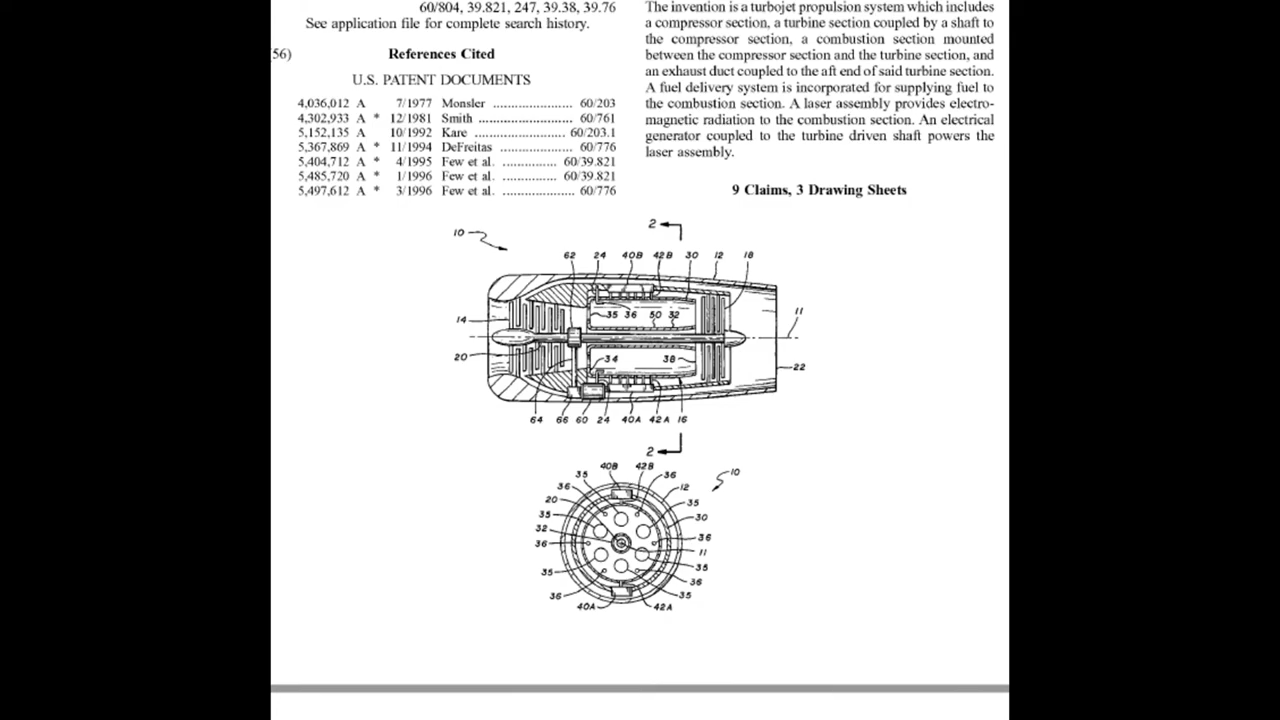 60/804, 39.821, 247, 39.38, 39.76
See application file for complete search history.
(56)
References Cited
U.S. PATENT DOCUMENTS
4,036,012 A 7/1977 Monsler ...................... 60/203
4,302,933 A * 12/1981 Smith ......................... 60/761
5,152,135 A 10/1992 Kare ......................... 60/203.1
5,367,869 A * 11/1994 DeFreitas ..................... 60/776
5,404,712 A * 4/1995 Few et al. ............... 60/39.821
5,485,720 A * 1/1996 Few et al. ............... 60/39.821
5,497,612 A * 3/1996 Few et al. .................... 60/776
The invention is a turbojet propulsion system which includes
a compressor section, a turbine section coupled by a shaft to
the compressor section, a combustion section mounted
between the compressor section and the turbine section, and
an exhaust duct coupled to the aft end of said turbine section.
A fuel delivery system is incorporated for supplying fuel to
the combustion section. A laser assembly provides electro-
magnetic radiation to the combustion section. An electrical
generator coupled to the turbine driven shaft powers the
laser assembly.
9 Claims, 3 Drawing Sheets
2
10
62 24 40B 42B 30 12 18
11
14
35 36 50 32
20
34 38
22
64 66 60 24 40A 42A 16
2
40B 42B
35 36 10
36 12
20 35
35 30
32
36 36
11
35 35
36
36 35
40A 42A